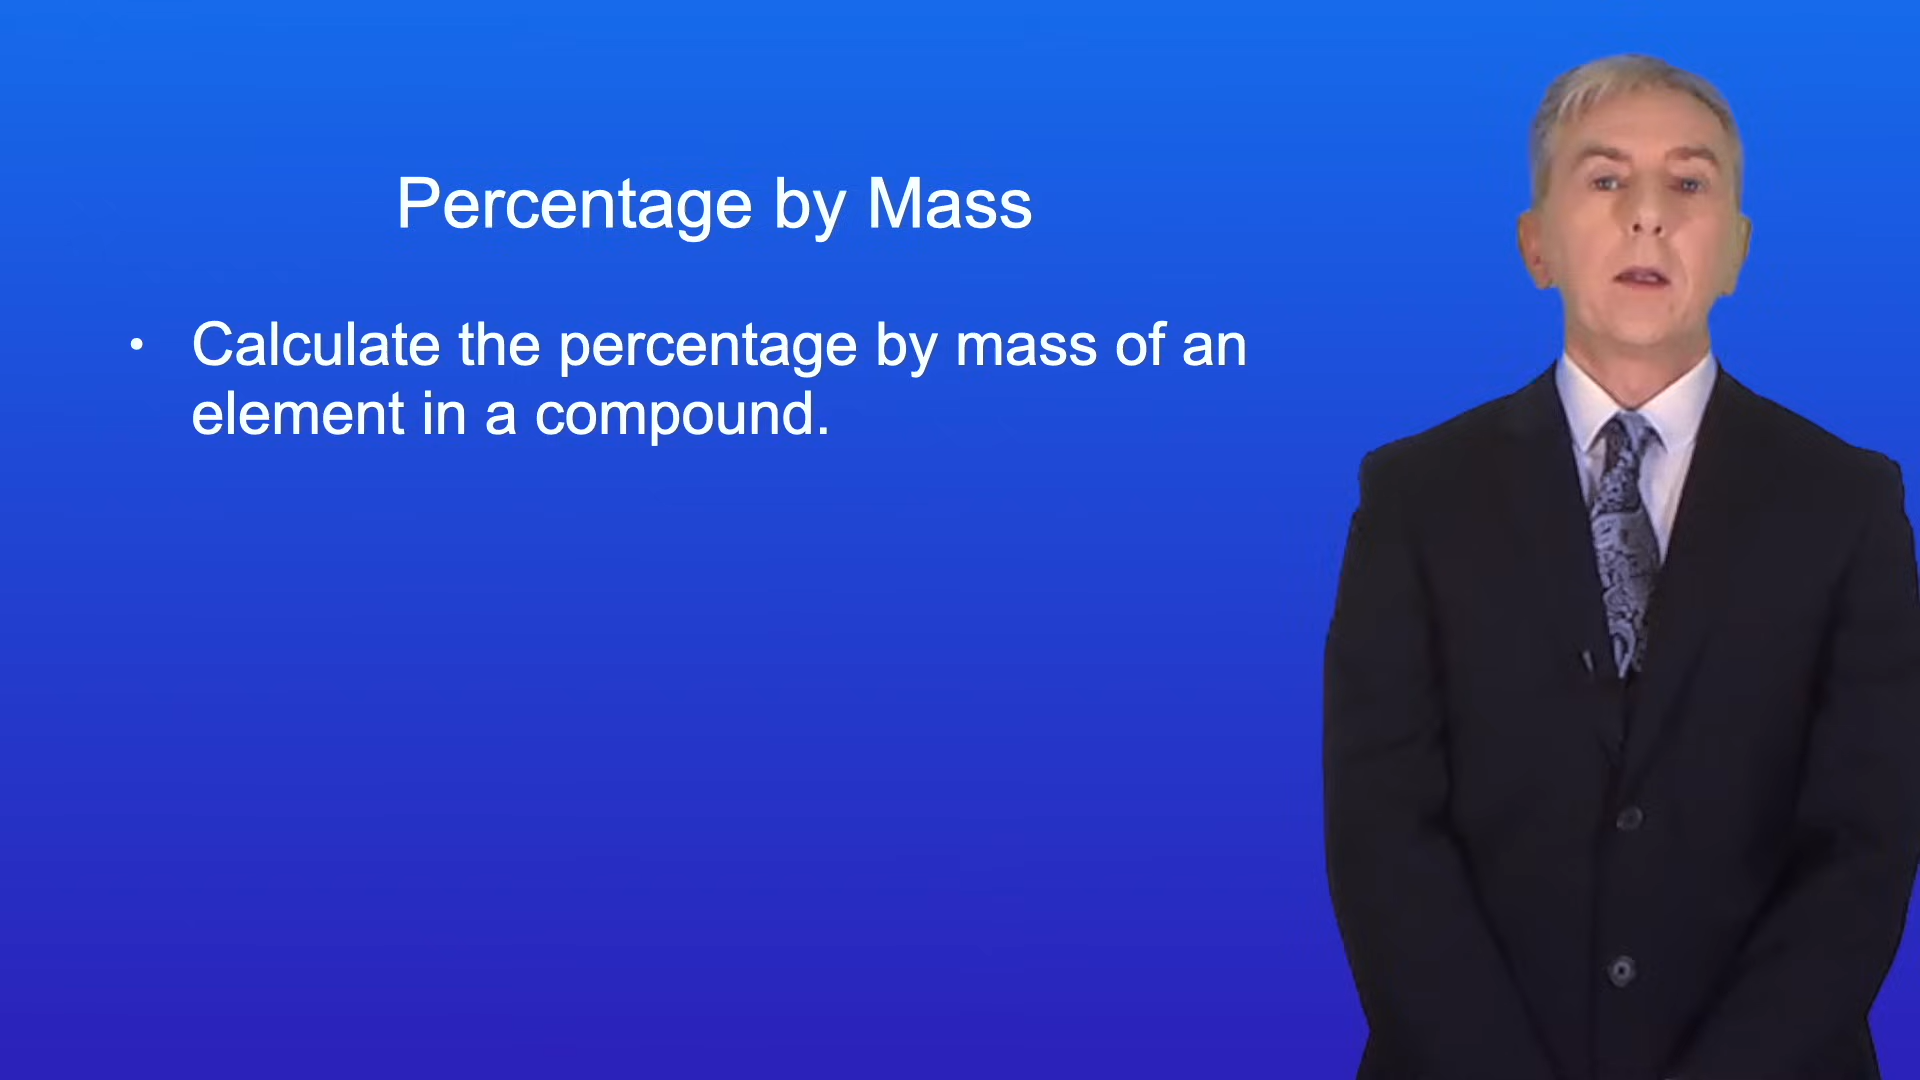 Percentage by Mass
• Calculate the percentage by mass of an
element in a compound.